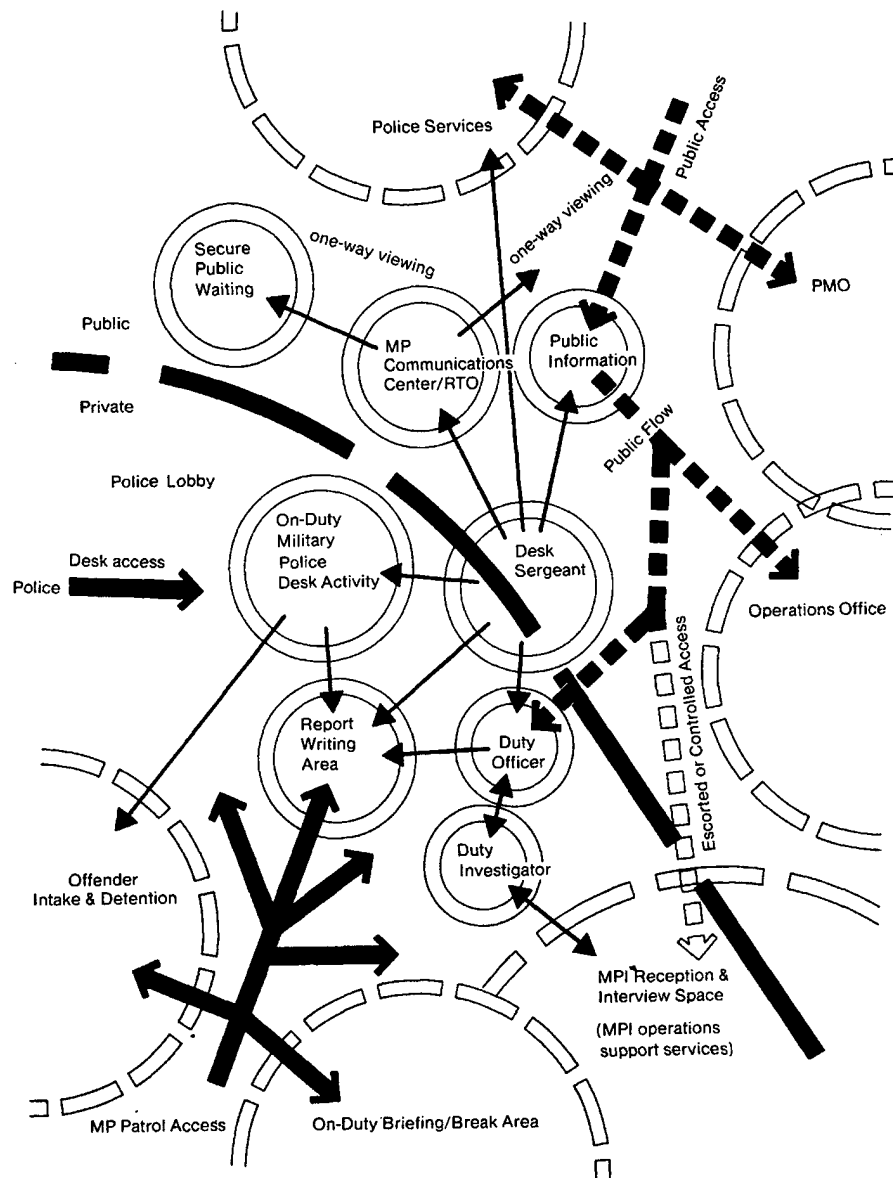 Police Services
Public Access
one-way viewing
one-way viewing
Secure
Public
Waiting
PMO
Public
Private
MP
Communications
Center/RTO
Public
Information
Public Flow
Police Lobby
On-Duty
Military
Police
Desk Activity
Desk
Sergeant
Desk access
Police
Operations Office
Escorted or Controlled Access
Report
Writing
Area
Duty
Officer
Duty
Investigator
Offender
Intake & Detention
MPI Reception &
Interview Space
(MPI operations
support services)
MP Patrol Access
On-Duty Briefing/Break Area